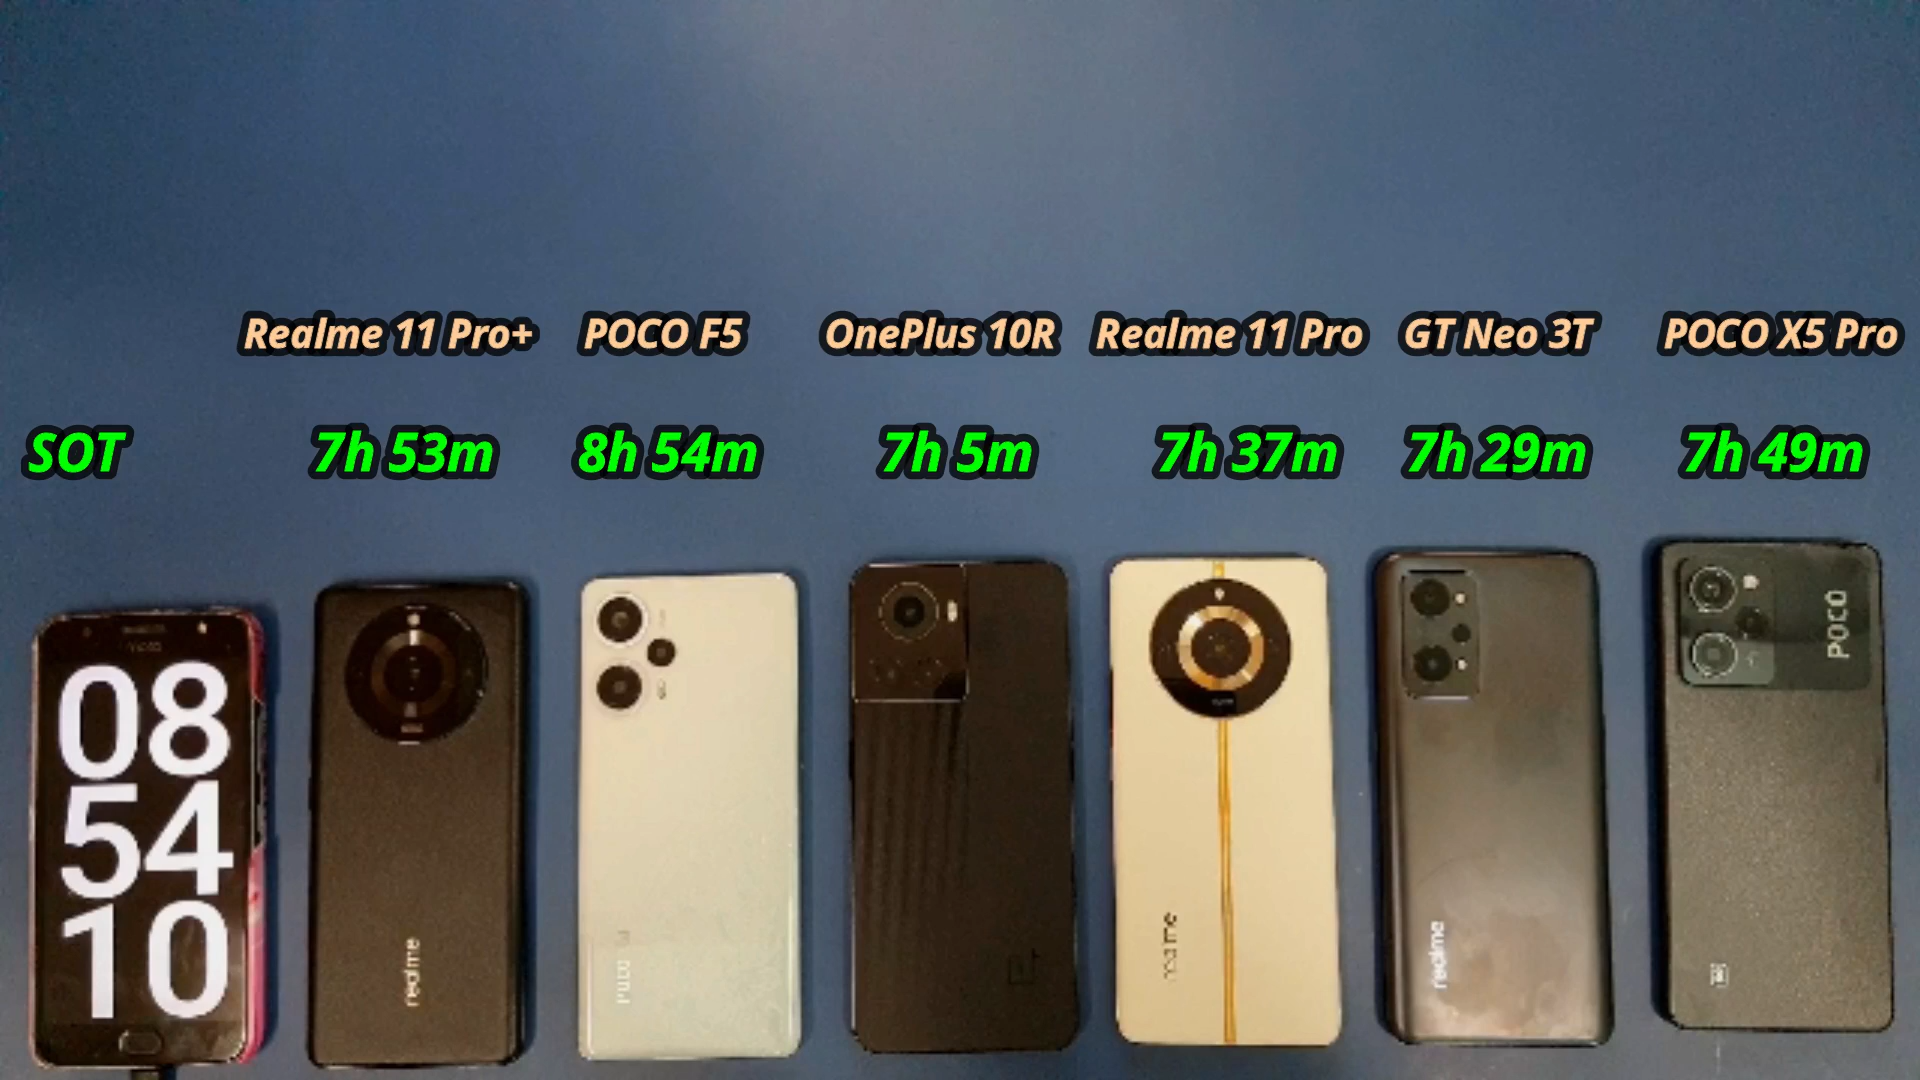 Realme 11 Pro+ POCO F5 OnePlus 10R Realme 11 Pro GT Neo 3T POCO X5 Pro
SOT 7h 53m 8h 54m 7h 5m 7h 37m 7h 29m 7h 49m
POCO
08
54
10
realme
realme
realme